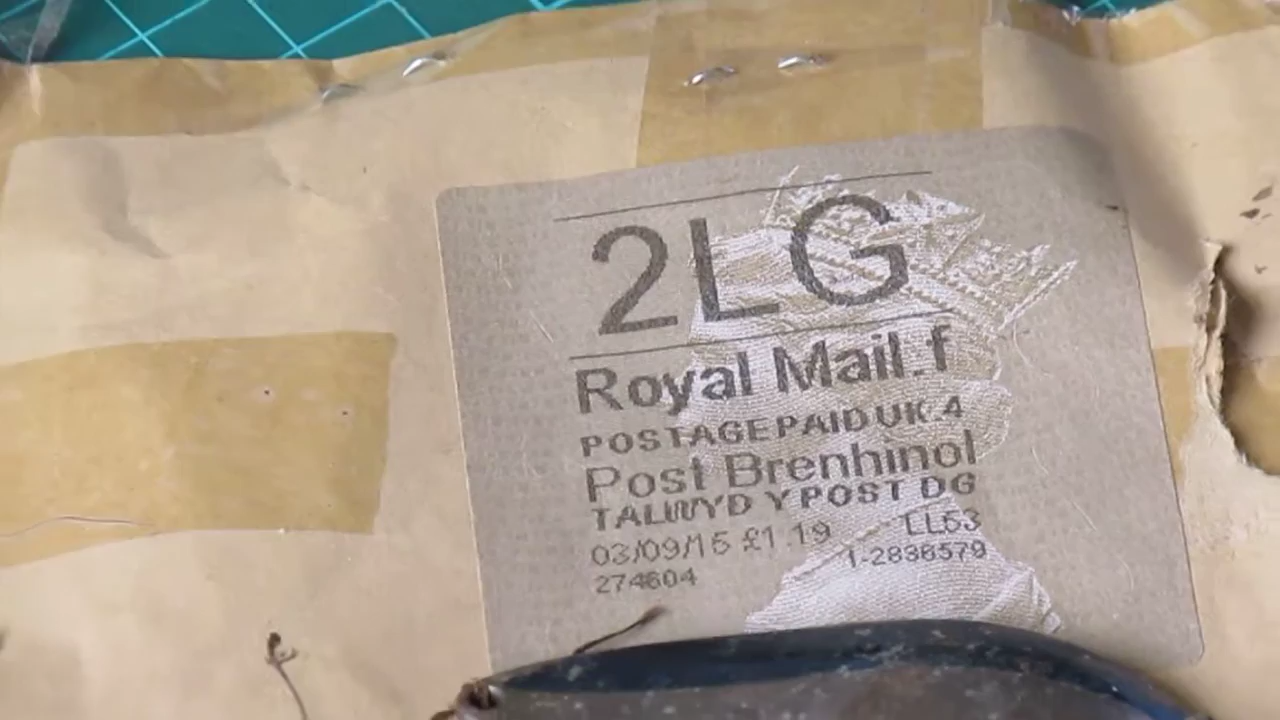 2LG
Royal Mail.f
POSTAGE PAID UK.4
Post Brenhinol
TALWYD Y POST DG
03/09/15 £1.19 LL53
274604 1-2836579